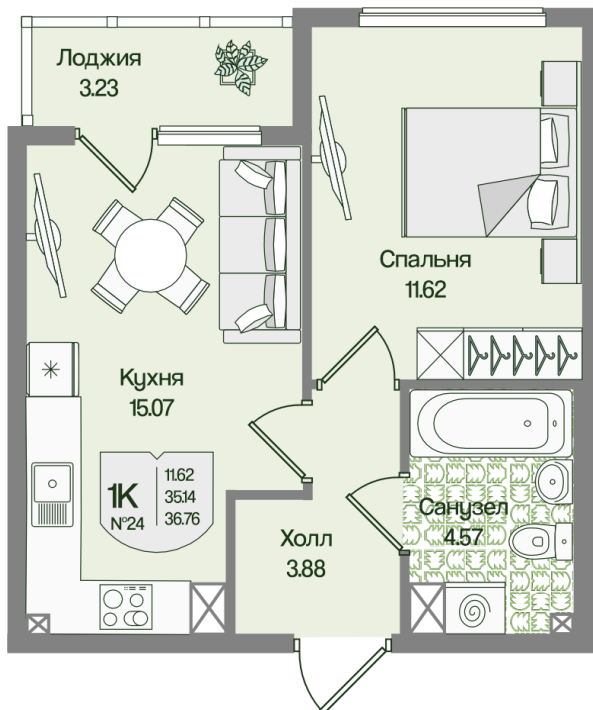 Лоджия
3.23
Спальня
11.62
Кухня
15.07
1К
№24
11.62
35.14
36.76
Холл
3.88
Санузел
4.57